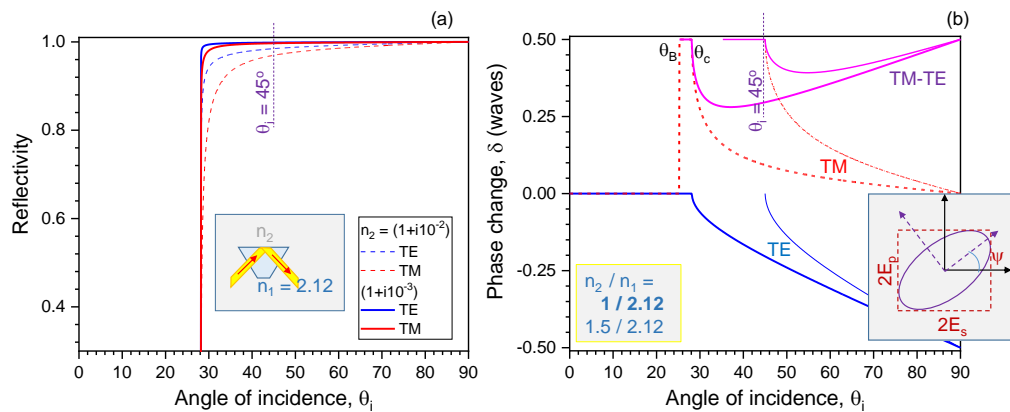 (a)
1.0
0.8
0.6
0.4
Reflectivity
θi = 45º
n2
n1 = 2.12
n2 = (1+i10-2)
TE
TM
(1+i10-3)
TE
TM
0 10 20 30 40 50 60 70 80 90
Angle of incidence, θi
(b)
0.50
0.25
0.00
-0.25
-0.50
Phase change, δ (waves)
θB
θc
θi = 45º
TM-TE
TM
TE
n2 / n1 =
1 / 2.12
1.5 / 2.12
2Ep
2Es
ψ
0 10 20 30 40 50 60 70 80 90
Angle of incidence, θi